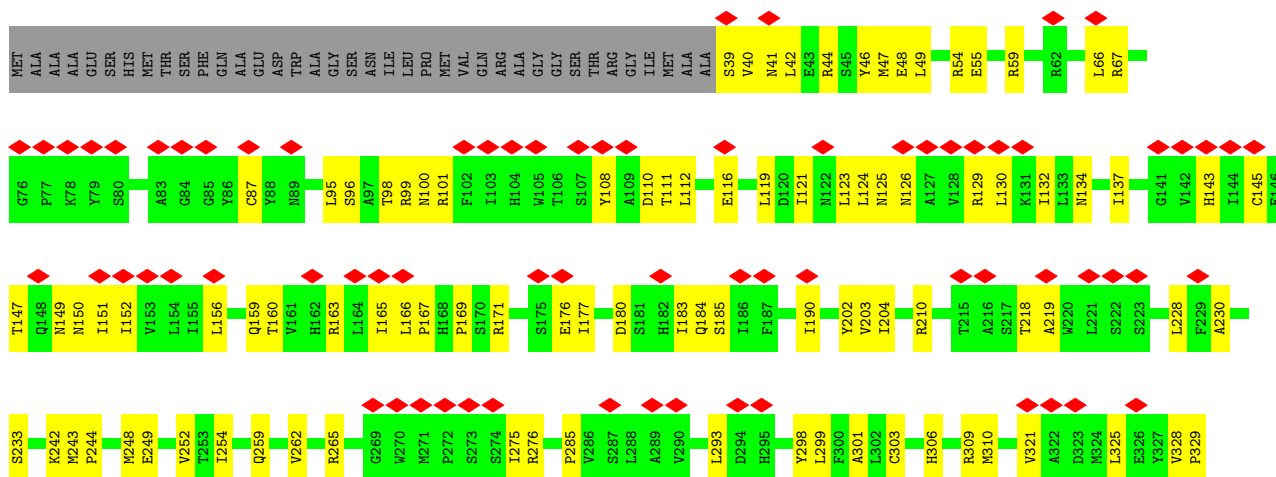 MET ALA ALA ALA GLU SER HIS MET THR SER PHE GLN ALA GLU ASP TRP ALA GLY SER ASN ILE LEU PRO MET VAL GLN ARG ALA GLY GLY SER THR ARG GLY ILE MET ALA ALA S39 V40 N41 L42 E43 R44 S45 Y46 M47 E48 L49 R54 E55 R59 R62 L66 R67
G76 P77 K78 Y79 S80 A83 G84 G85 Y86 C87 Y88 N89 L95 S96 A97 T98 R99 N100 R101 F102 I103 H104 W105 T106 S107 Y108 A109 D110 T111 L112 E116 L119 D120 I121 N122 L123 L124 N125 N126 A127 V128 R129 L130 K131 I132 L133 N134 I137 G141 V142 H143 I144 C145 E146
T147 Q148 N149 N150 I151 I152 V153 L154 I155 L156 Q159 T160 V161 H162 R163 L164 I165 L166 P167 H168 P169 S170 R171 S175 E176 I177 D180 S181 H182 I183 Q184 S185 I186 F187 I190 Y202 V203 I204 R210 T215 A216 S217 T218 A219 W220 L221 S222 S223 L228 F229 A230
S233 K242 M243 P244 M248 E249 V252 T253 I254 Q259 V262 R265 G269 W270 M271 P272 S273 S274 I275 R276 P285 V286 S287 L288 A289 V290 L293 D294 H295 Y298 L299 F300 A301 L302 C303 H306 R309 M310 V321 A322 D323 M324 L325 E326 Y327 V328 P329